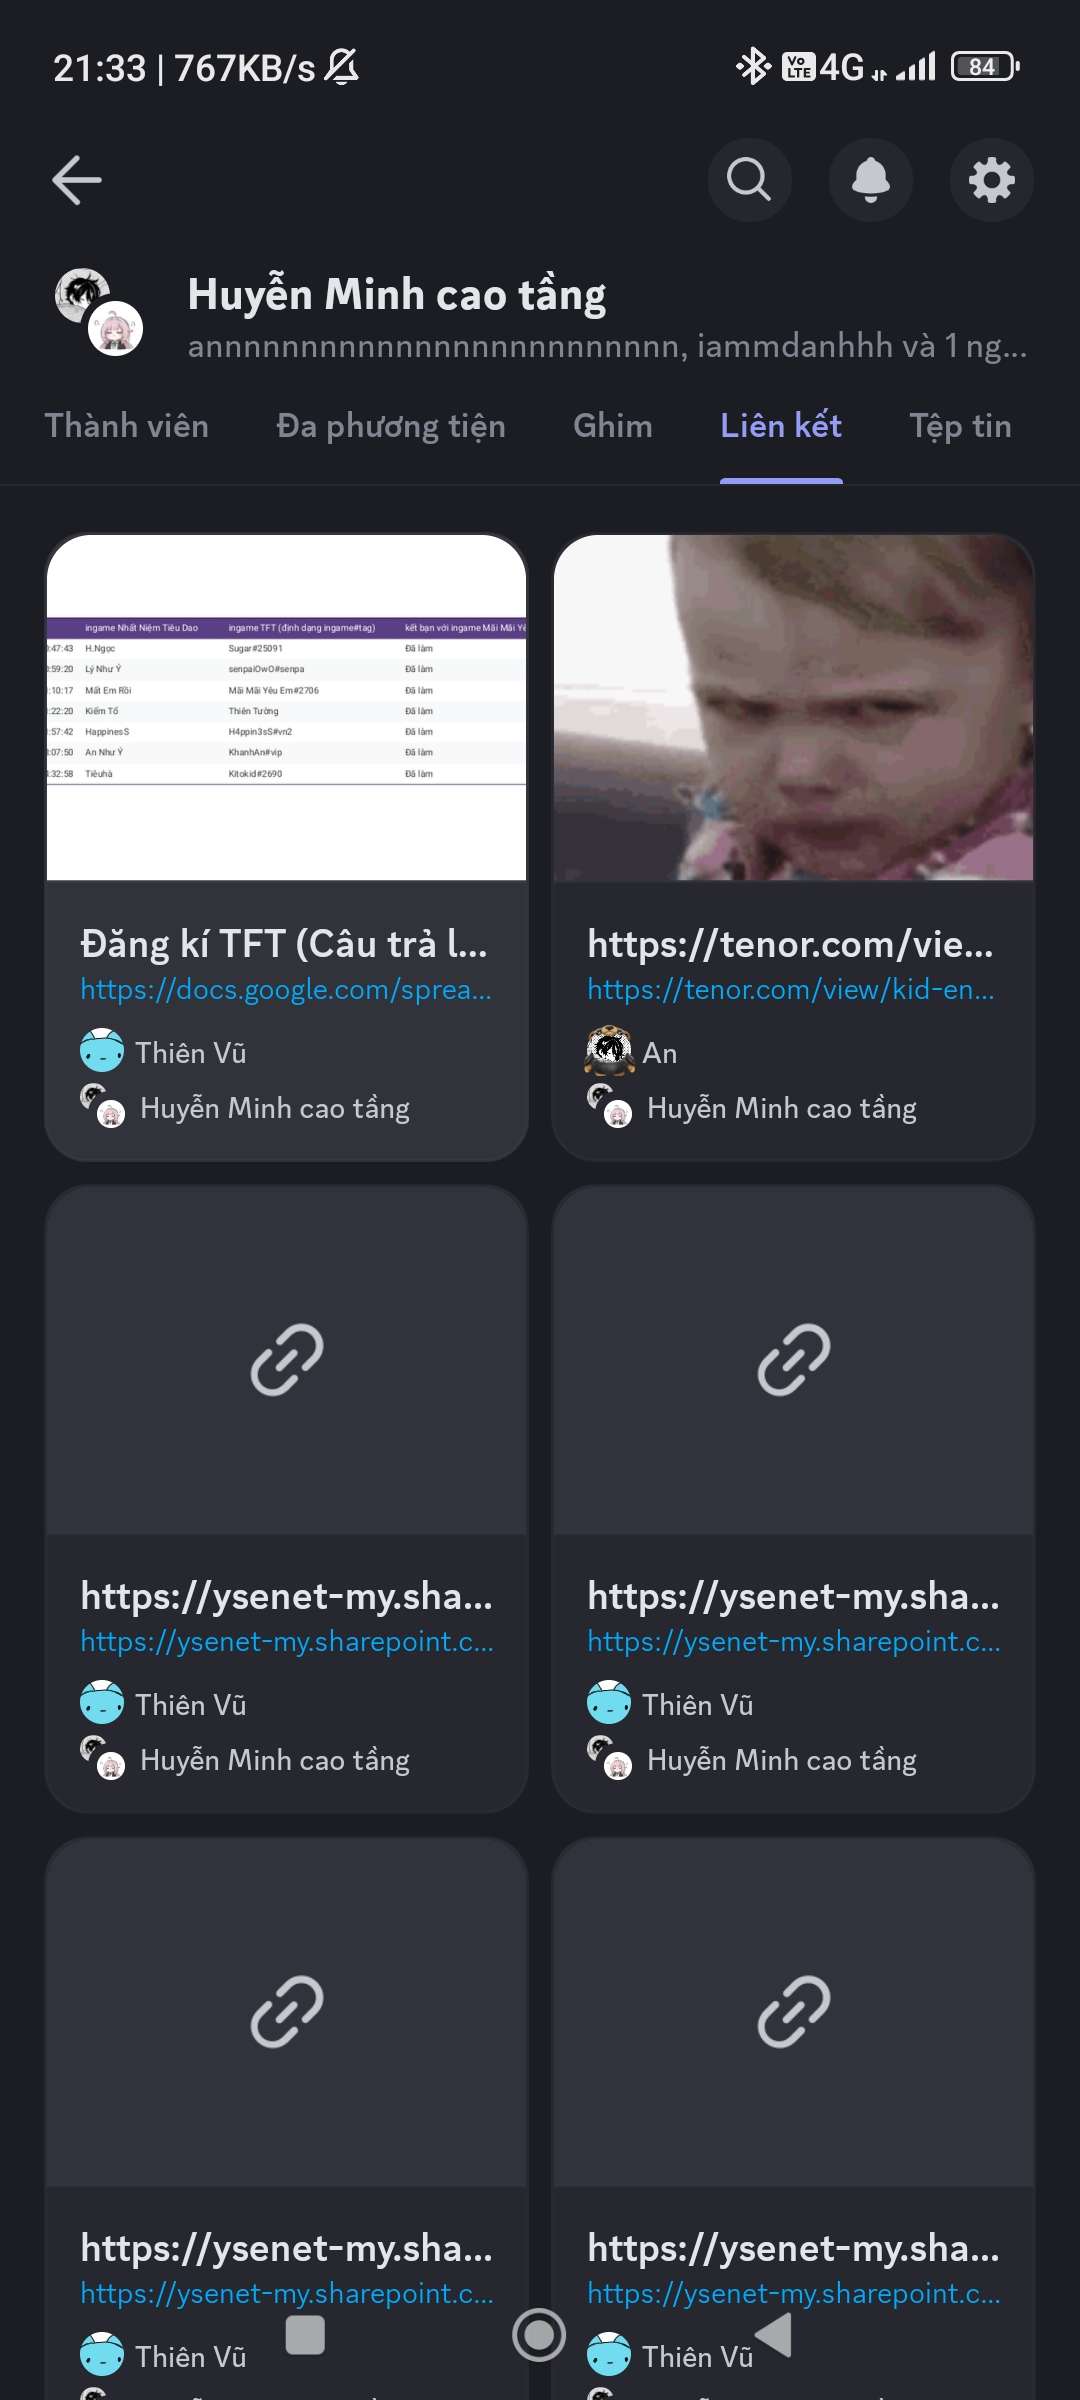 21:33 | 767KB/s
Vo LTE 4G 84
Huyễn Minh cao tầng
annnnnnnnnnnnnnnnnnnnnnnnn, iammdanhhh và 1 ng...
Thành viên Đa phương tiện Ghim Liên kết Tệp tin
ingame Nhất Niệm Tiêu Dao ingame TFT (định dạng ingame#tag) kết bạn với ingame Mãi Mãi Yê
:47:43 H.Ngọc Sugar#25091 Đã làm
:59:20 Lý Như Ý senpaiOwO#senpa Đã làm
:10:17 Mất Em Rồi Mãi Mãi Yêu Em#2706 Đã làm
:22:20 Kiếm Tổ Thiên Tường Đã làm
:57:42 HappinesS H4ppin3sS#vn2 Đã làm
:07:50 An Như Ý KhanhAn#vip Đã làm
:32:58 Tiêuhà Kitokid#2690 Đã làm
Đăng kí TFT (Câu trả l...
https://docs.google.com/sprea...
Thiên Vũ
Huyễn Minh cao tầng
https://tenor.com/vie...
https://tenor.com/view/kid-en...
An
Huyễn Minh cao tầng
https://ysenet-my.sha...
https://ysenet-my.sharepoint.c...
Thiên Vũ
Huyễn Minh cao tầng
https://ysenet-my.sha...
https://ysenet-my.sharepoint.c...
Thiên Vũ
Huyễn Minh cao tầng
https://ysenet-my.sha...
https://ysenet-my.sharepoint.c...
Thiên Vũ
https://ysenet-my.sha...
https://ysenet-my.sharepoint.c...
Thiên Vũ